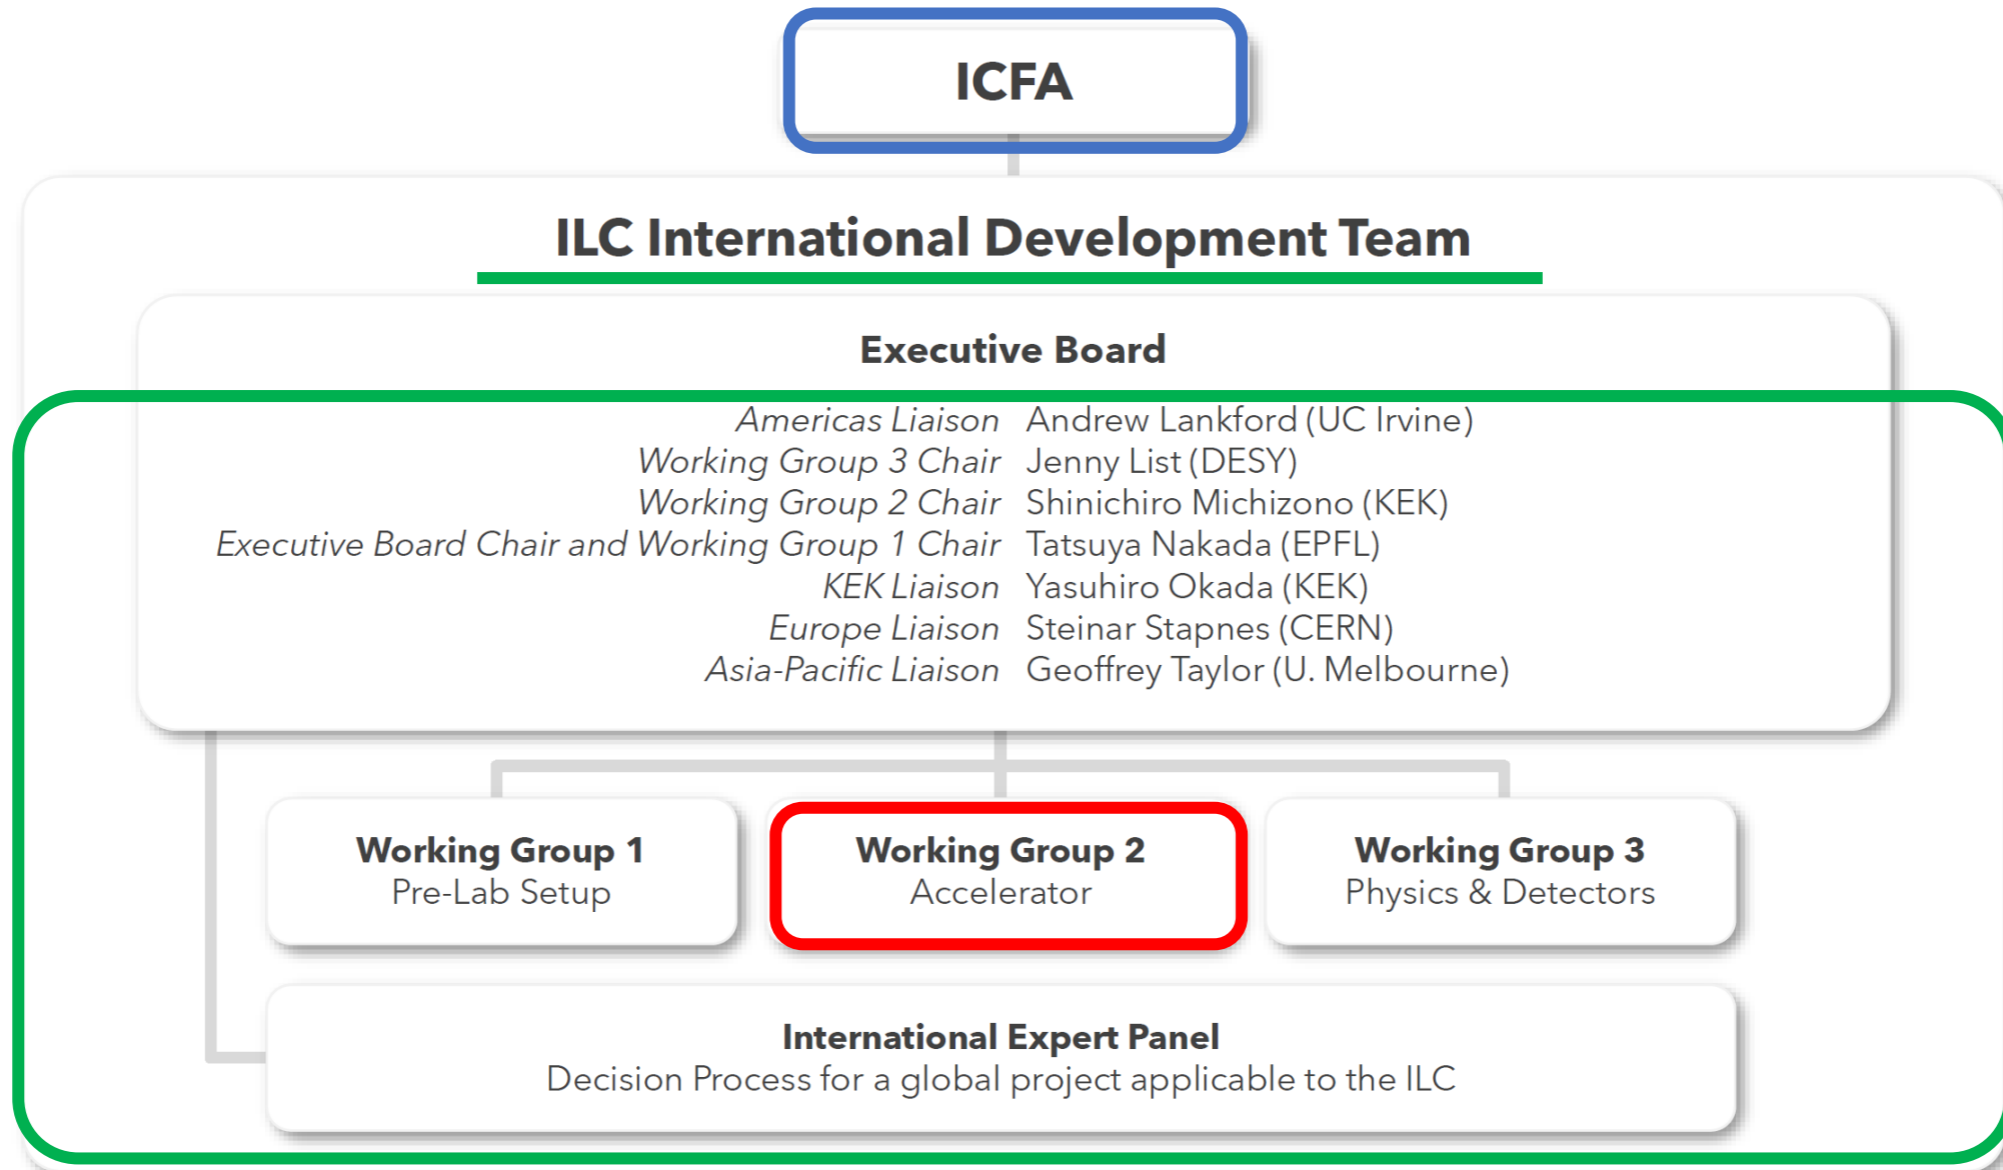 ICFA
ILC International Development Team
Executive Board
Americas Liaison Andrew Lankford (UC Irvine)
Working Group 3 Chair Jenny List (DESY)
Working Group 2 Chair Shinichiro Michizono (KEK)
Executive Board Chair and Working Group 1 Chair Tatsuya Nakada (EPFL)
KEK Liaison Yasuhiro Okada (KEK)
Europe Liaison Steinar Stapnes (CERN)
Asia-Pacific Liaison Geoffrey Taylor (U. Melbourne)
Working Group 1
Pre-Lab Setup
Working Group 2
Accelerator
Working Group 3
Physics & Detectors
International Expert Panel
Decision Process for a global project applicable to the ILC